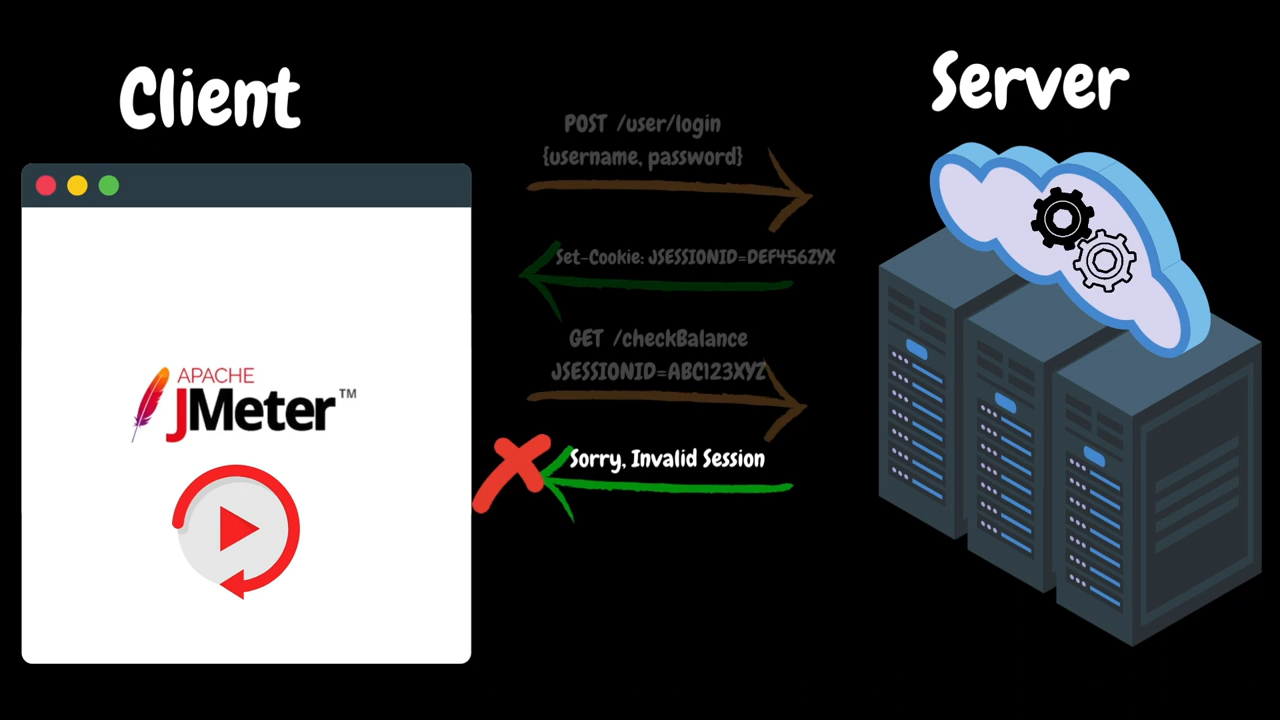 Client
Server
POST /user/login
{username, password}
Set-Cookie: JSESSIONID=DEF456ZYX
GET /checkBalance
JSESSIONID=ABC123XYZ
APACHE
JMeter™
Sorry, Invalid Session